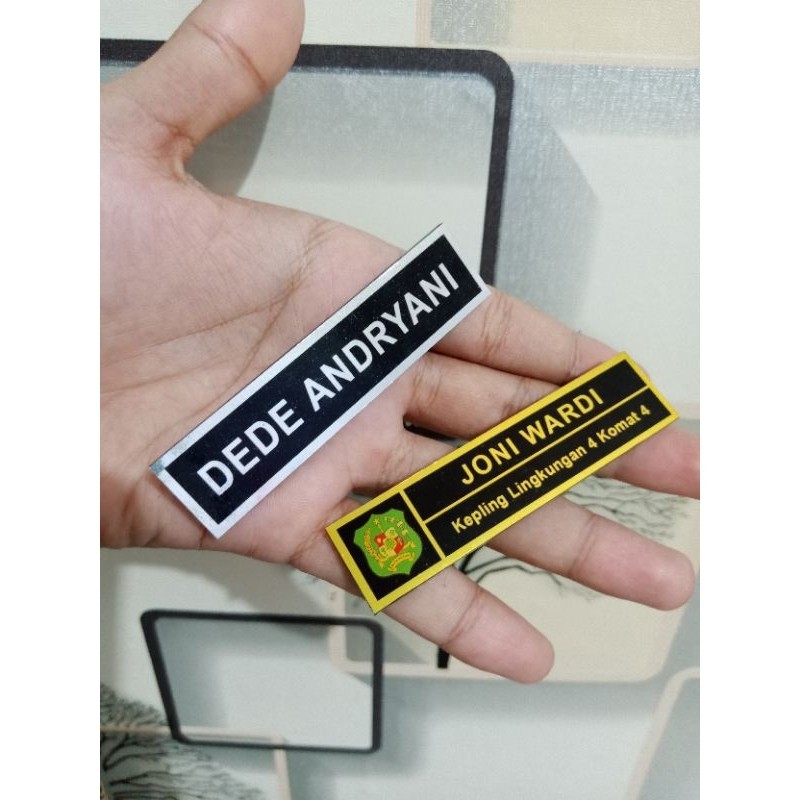 DEDE ANDRYANI
JONI WARDI
Kepling Lingkungan 4 Komat 4